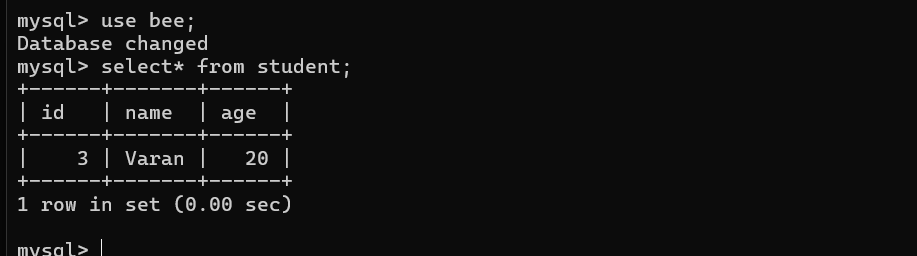 mysql> use bee;
Database changed
mysql> select* from student;
+------+-------+------+
| id   | name  | age  |
+------+-------+------+
|    3 | Varan |   20 |
+------+-------+------+
1 row in set (0.00 sec)
mysql>